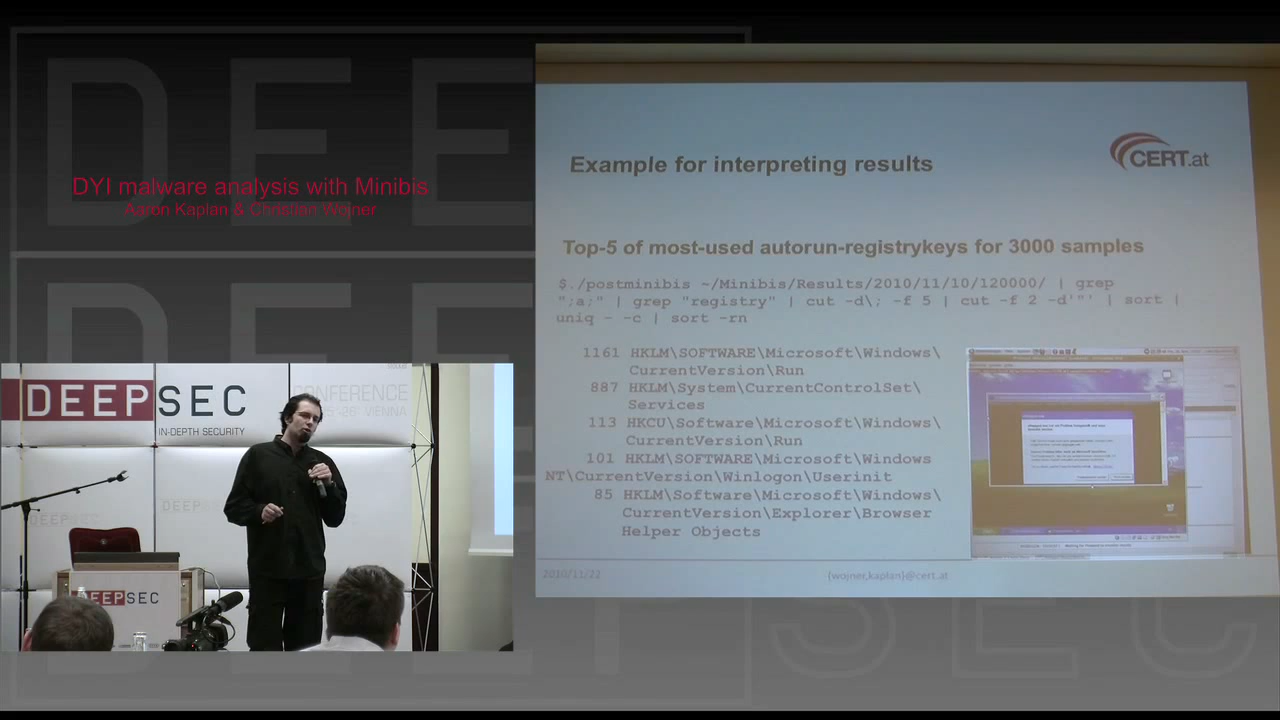 DYI malware analysis with Minibis
Aaron Kaplan & Christian Wojner
DEEPSEC
IN-DEPTH SECURITY
CONFERENCE
VIENNA
DEEPSEC
Example for interpreting results
CERT.at
Top-5 of most-used autorun-registrykeys for 3000 samples
$./postminibis ~/Minibis/Results/2010/11/10/120000/ | grep
";a;" | grep "registry" | cut -d\; -f 5 | cut -f 2 -d'"' | sort |
uniq - -c | sort -rn
1161 HKLM\SOFTWARE\Microsoft\Windows\
CurrentVersion\Run
887 HKLM\System\CurrentControlSet\
Services
113 HKCU\Software\Microsoft\Windows\
CurrentVersion\Run
101 HKLM\SOFTWARE\Microsoft\Windows
NT\CurrentVersion\Winlogon\Userinit
85 HKLM\Software\Microsoft\Windows\
CurrentVersion\Explorer\Browser
Helper Objects
2010/11/22
{wojner,kaplan}@cert.at